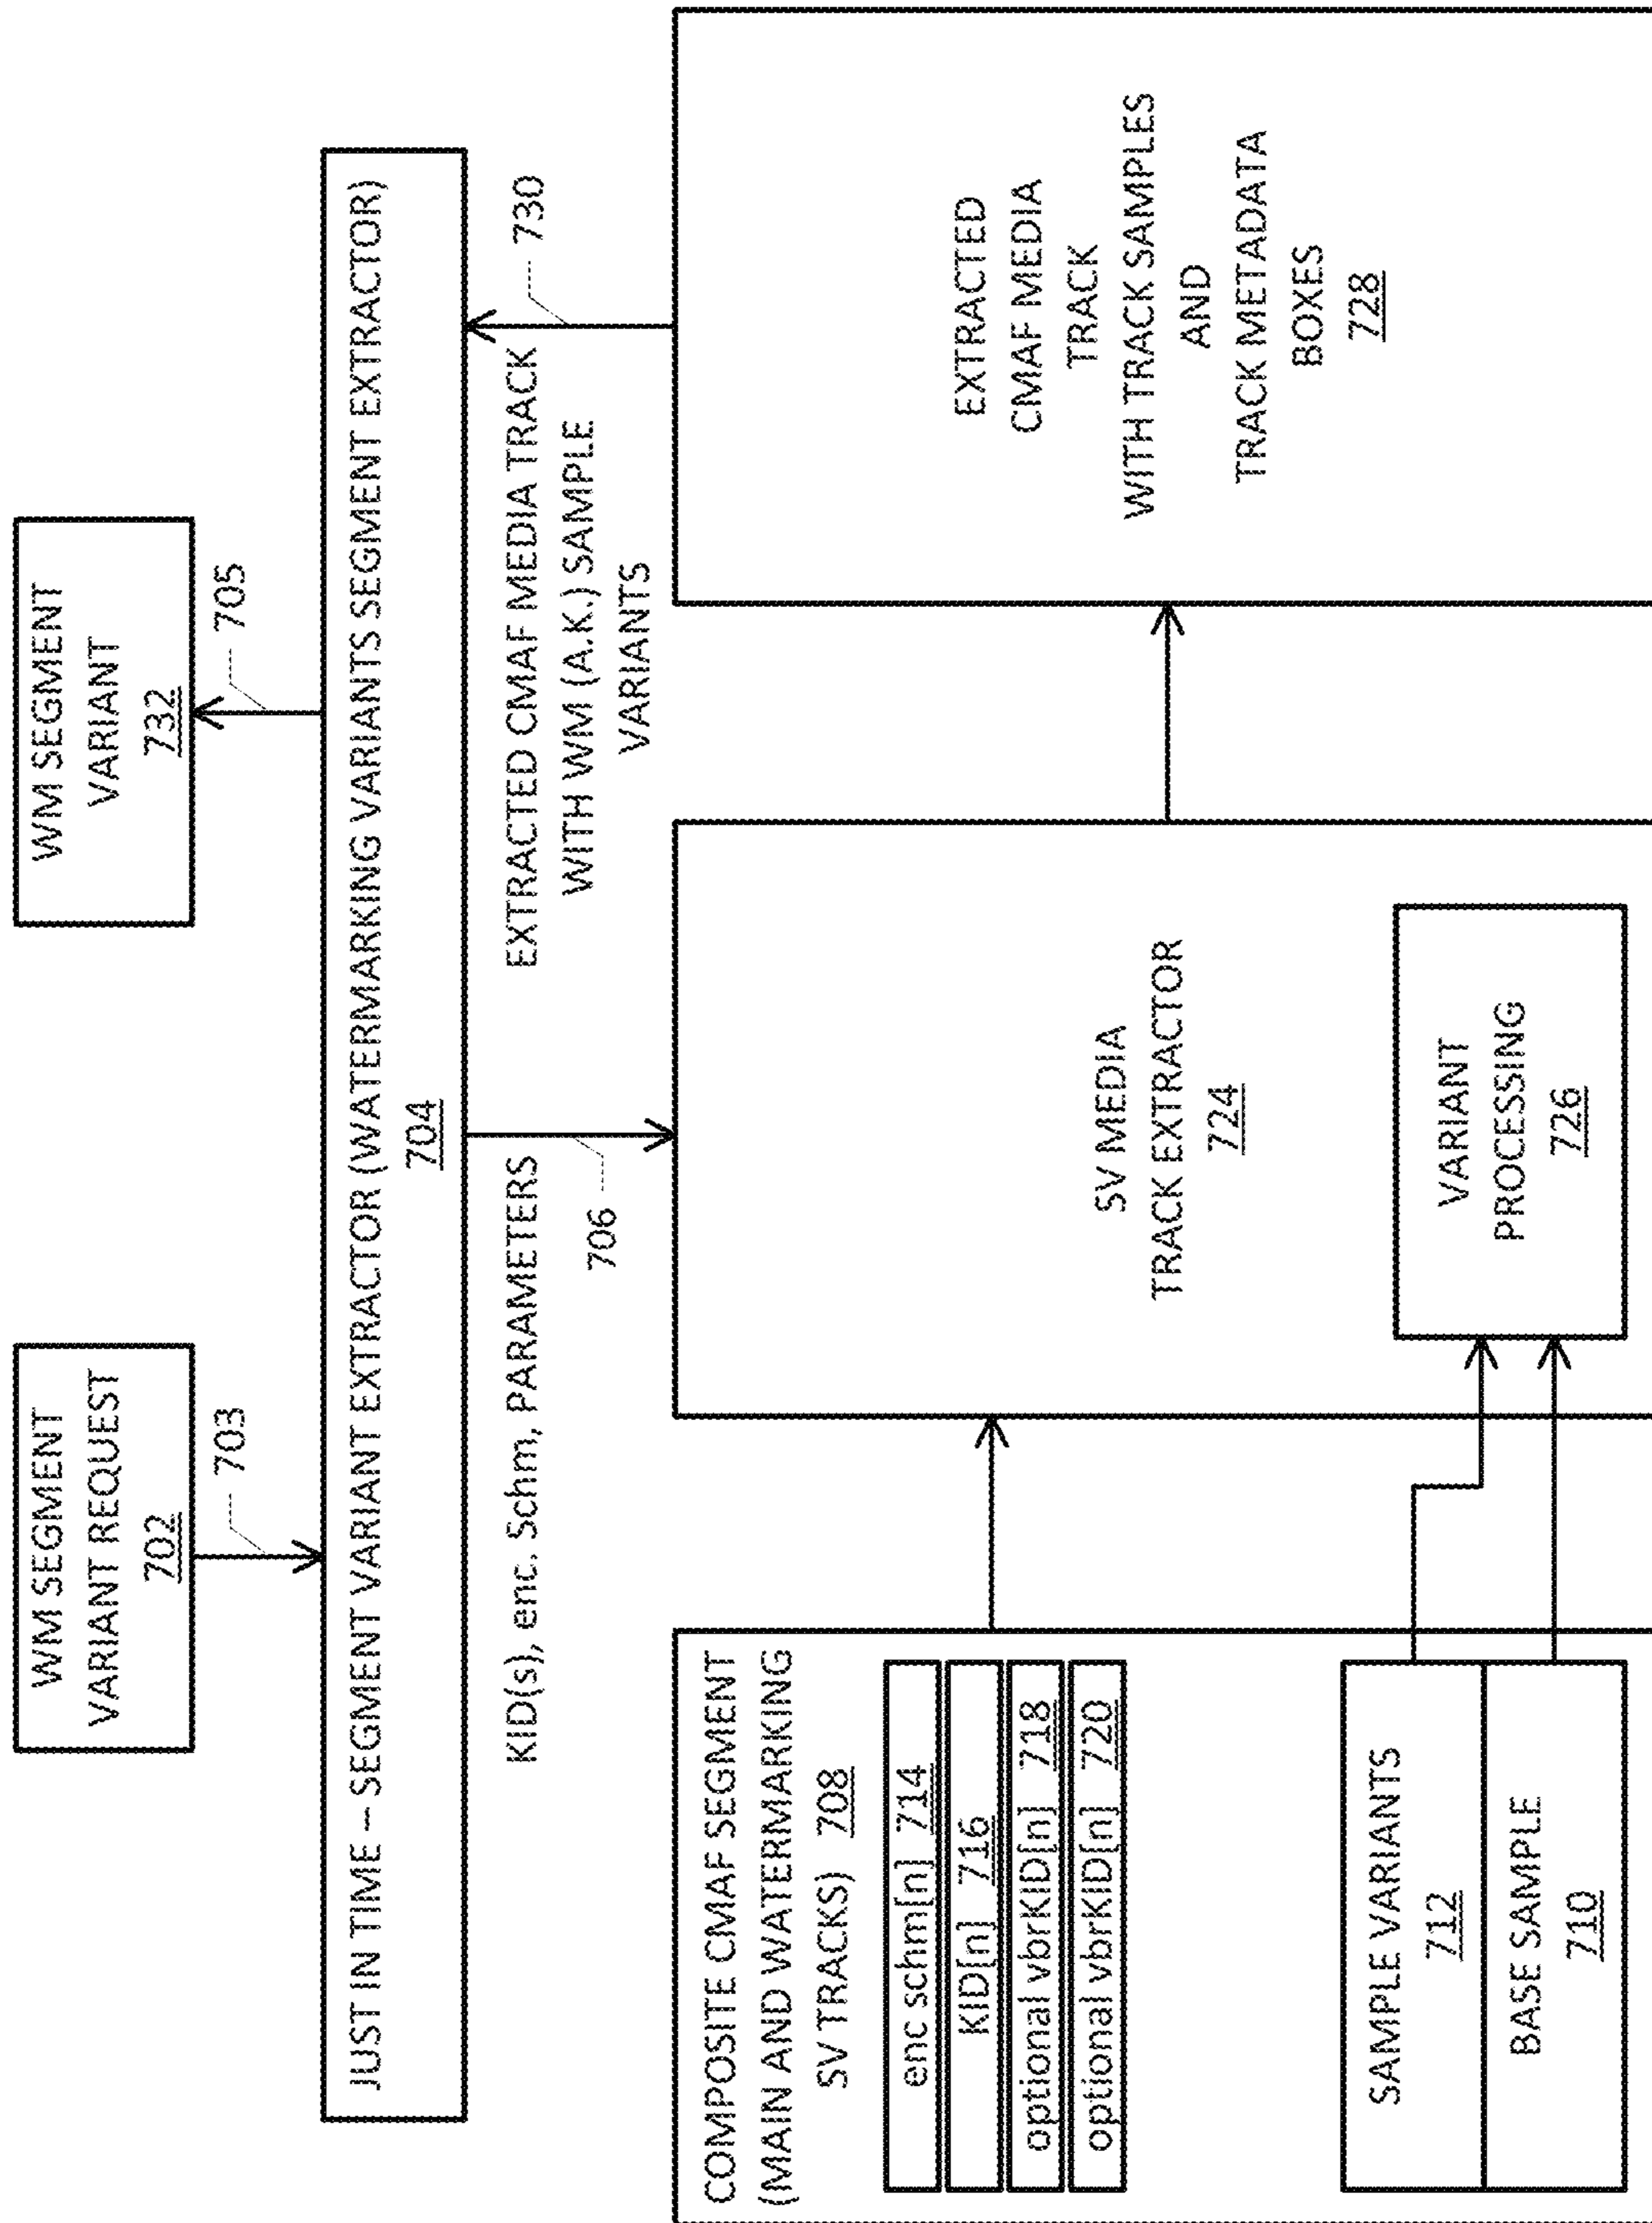 WM SEGMENT
VARIANT REQUEST
702
703
WM SEGMENT
VARIANT
732
705
JUST IN TIME – SEGMENT VARIANT EXTRACTOR (WATERMARKING VARIANTS SEGMENT EXTRACTOR)
704
KID(s), enc. Schm, PARAMETERS
706
EXTRACTED CMAF MEDIA TRACK
WITH WM (A.K.) SAMPLE
VARIANTS
730
COMPOSITE CMAF SEGMENT
(MAIN AND WATERMARKING
SV TRACKS) 708
enc schm[n] 714
KID[n] 716
optional vbrKID[n] 718
optional vbrKID[n] 720
SAMPLE VARIANTS
712
BASE SAMPLE
710
SV MEDIA
TRACK EXTRACTOR
724
VARIANT
PROCESSING
726
EXTRACTED
CMAF MEDIA
TRACK
WITH TRACK SAMPLES
AND
TRACK METADATA
BOXES
728